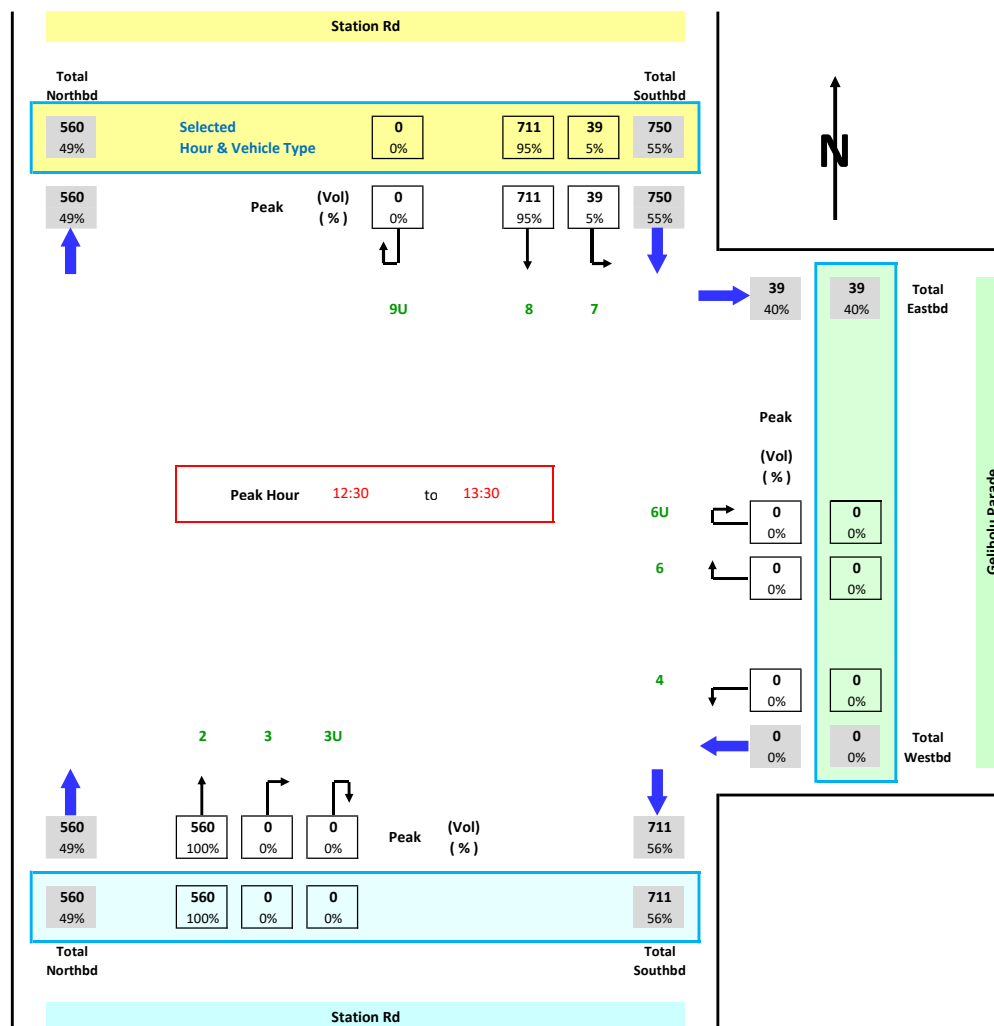 Station Rd
Total Northbd
Total Southbd
560 0 711 39 750
Selected
Hour & Vehicle Type
49% 0% 95% 5% 55%
560 0 711 39 750
Peak (Vol)
( % )
49% 0% 95% 5% 55%
9U 8 7
39 39 Total
40% 40% Eastbd
Peak
(Vol)
( % )
Peak Hour 12:30 to 13:30
6U 0 0
0% 0%
6 0 0
0% 0%
Gelibolu Parade
4 0 0
0% 0%
2 3 3U
0 0 Total
0% 0% Westbd
560 560 0 0 Peak (Vol) 711
49% 100% 0% 0% ( % ) 56%
560 560 0 0 711
49% 100% 0% 0% 56%
Total Northbd
Total Southbd
Station Rd
N